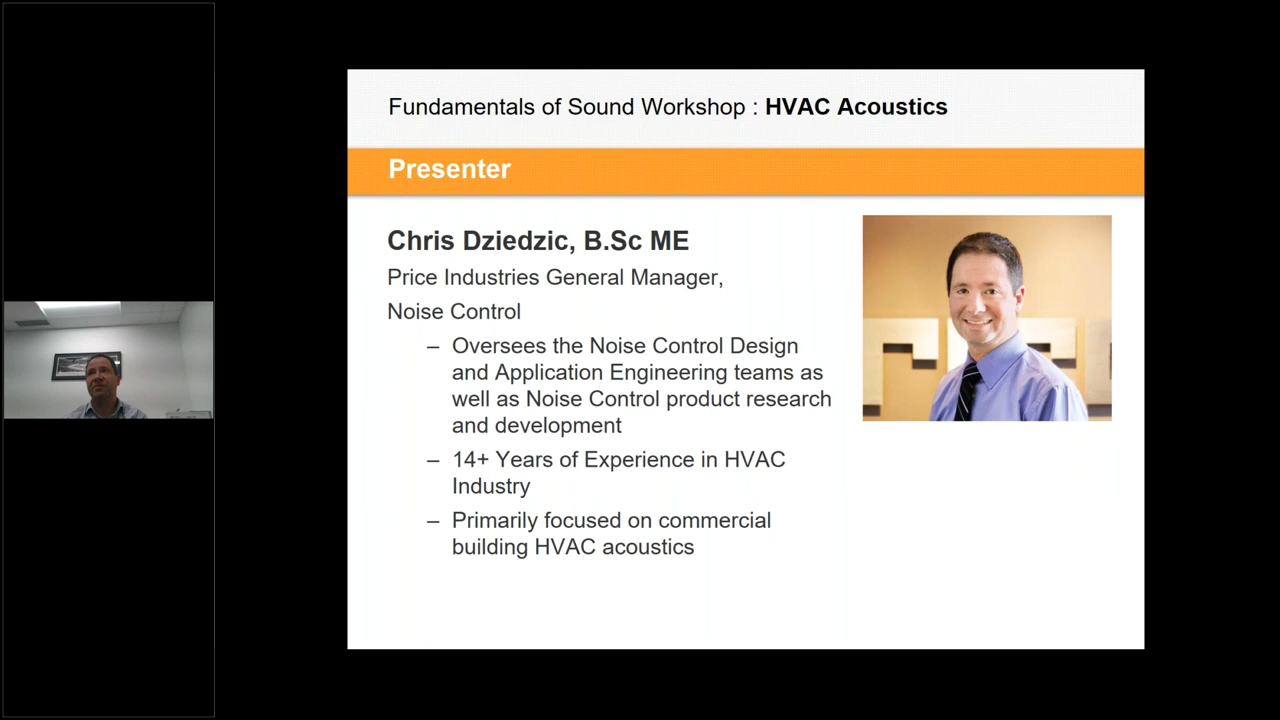 Fundamentals of Sound Workshop : HVAC Acoustics
Presenter
Chris Dziedzic, B.Sc ME
Price Industries General Manager,
Noise Control
– Oversees the Noise Control Design
and Application Engineering teams as
well as Noise Control product research
and development
– 14+ Years of Experience in HVAC
Industry
– Primarily focused on commercial
building HVAC acoustics